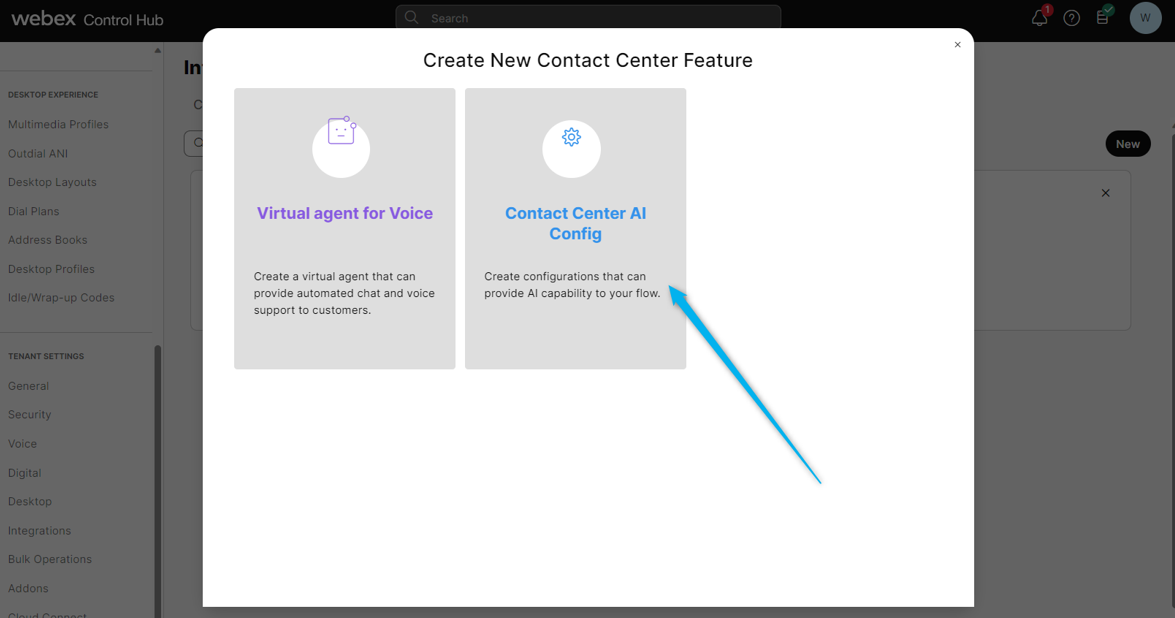 webex Control Hub
Search
1
W
In
DESKTOP EXPERIENCE
Multimedia Profiles
Outdial ANI
Desktop Layouts
Dial Plans
Address Books
Desktop Profiles
Idle/Wrap-up Codes
TENANT SETTINGS
General
Security
Voice
Digital
Desktop
Integrations
Bulk Operations
Addons
Cloud Connect
C
New
Create New Contact Center Feature
Virtual agent for Voice
Create a virtual agent that can
provide automated chat and voice
support to customers.
Contact Center AI
Config
Create configurations that can
provide AI capability to your flow.